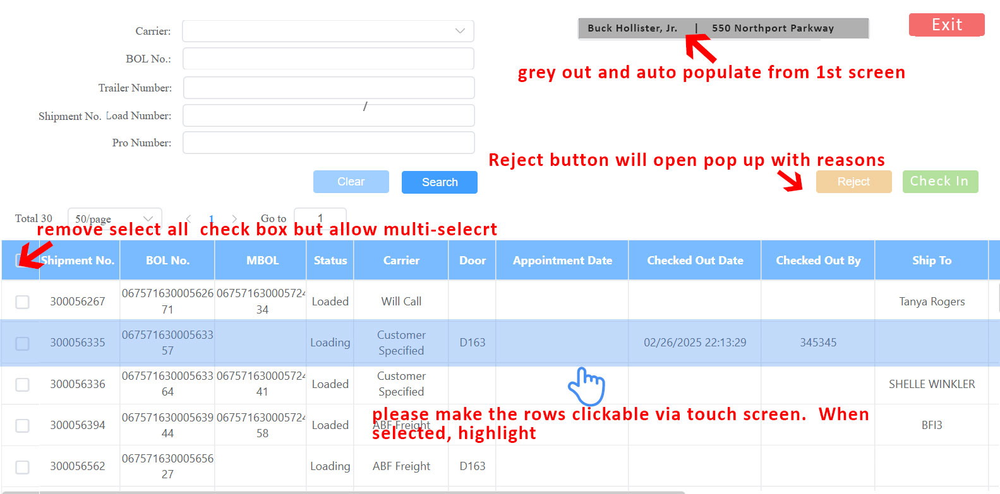 Carrier:
Buck Hollister, Jr. | 550 Northport Parkway
Exit
BOL No.:
grey out and auto populate from 1st screen
Trailer Number:
/
Shipment No. Load Number:
Pro Number:
Reject button will open pop up with reasons
Clear Search Reject Check In
Total 30 50/page < 1 > Go to 1
remove select all check box but allow multi-selecrt
Shipment No. BOL No. MBOL Status Carrier Door Appointment Date Checked Out Date Checked Out By Ship To
300056267 067571630005626 067571630005724 Loaded Will Call Tanya Rogers
71 34
300056335 067571630005633 Loading Customer D163 02/26/2025 22:13:29 345345
57 Specified
300056336 067571630005633 067571630005724 Loaded Customer SHELLE WINKLER
64 41 Specified
please make the rows clickable via touch screen. When
selected, highlight
300056394 067571630005639 067571630005724 Loaded ABF Freight BFI3
44 58
300056562 067571630005656 Loading ABF Freight D163
27